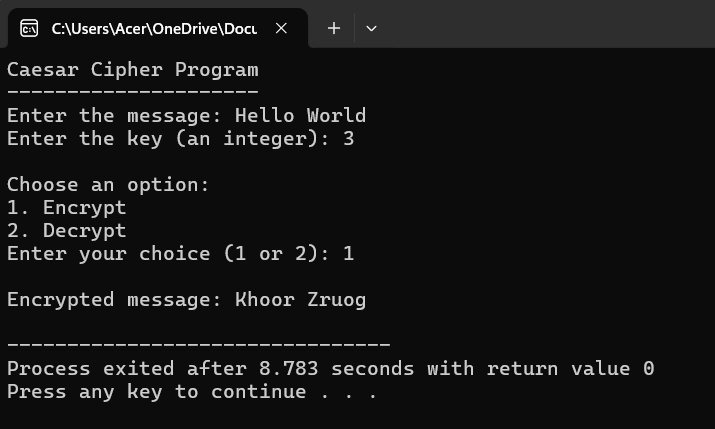 C:\Users\Acer\OneDrive\Docu
Caesar Cipher Program
---------------------
Enter the message: Hello World
Enter the key (an integer): 3
Choose an option:
1. Encrypt
2. Decrypt
Enter your choice (1 or 2): 1
Encrypted message: Khoor Zruog
--------------------------------
Process exited after 8.783 seconds with return value 0
Press any key to continue . . .